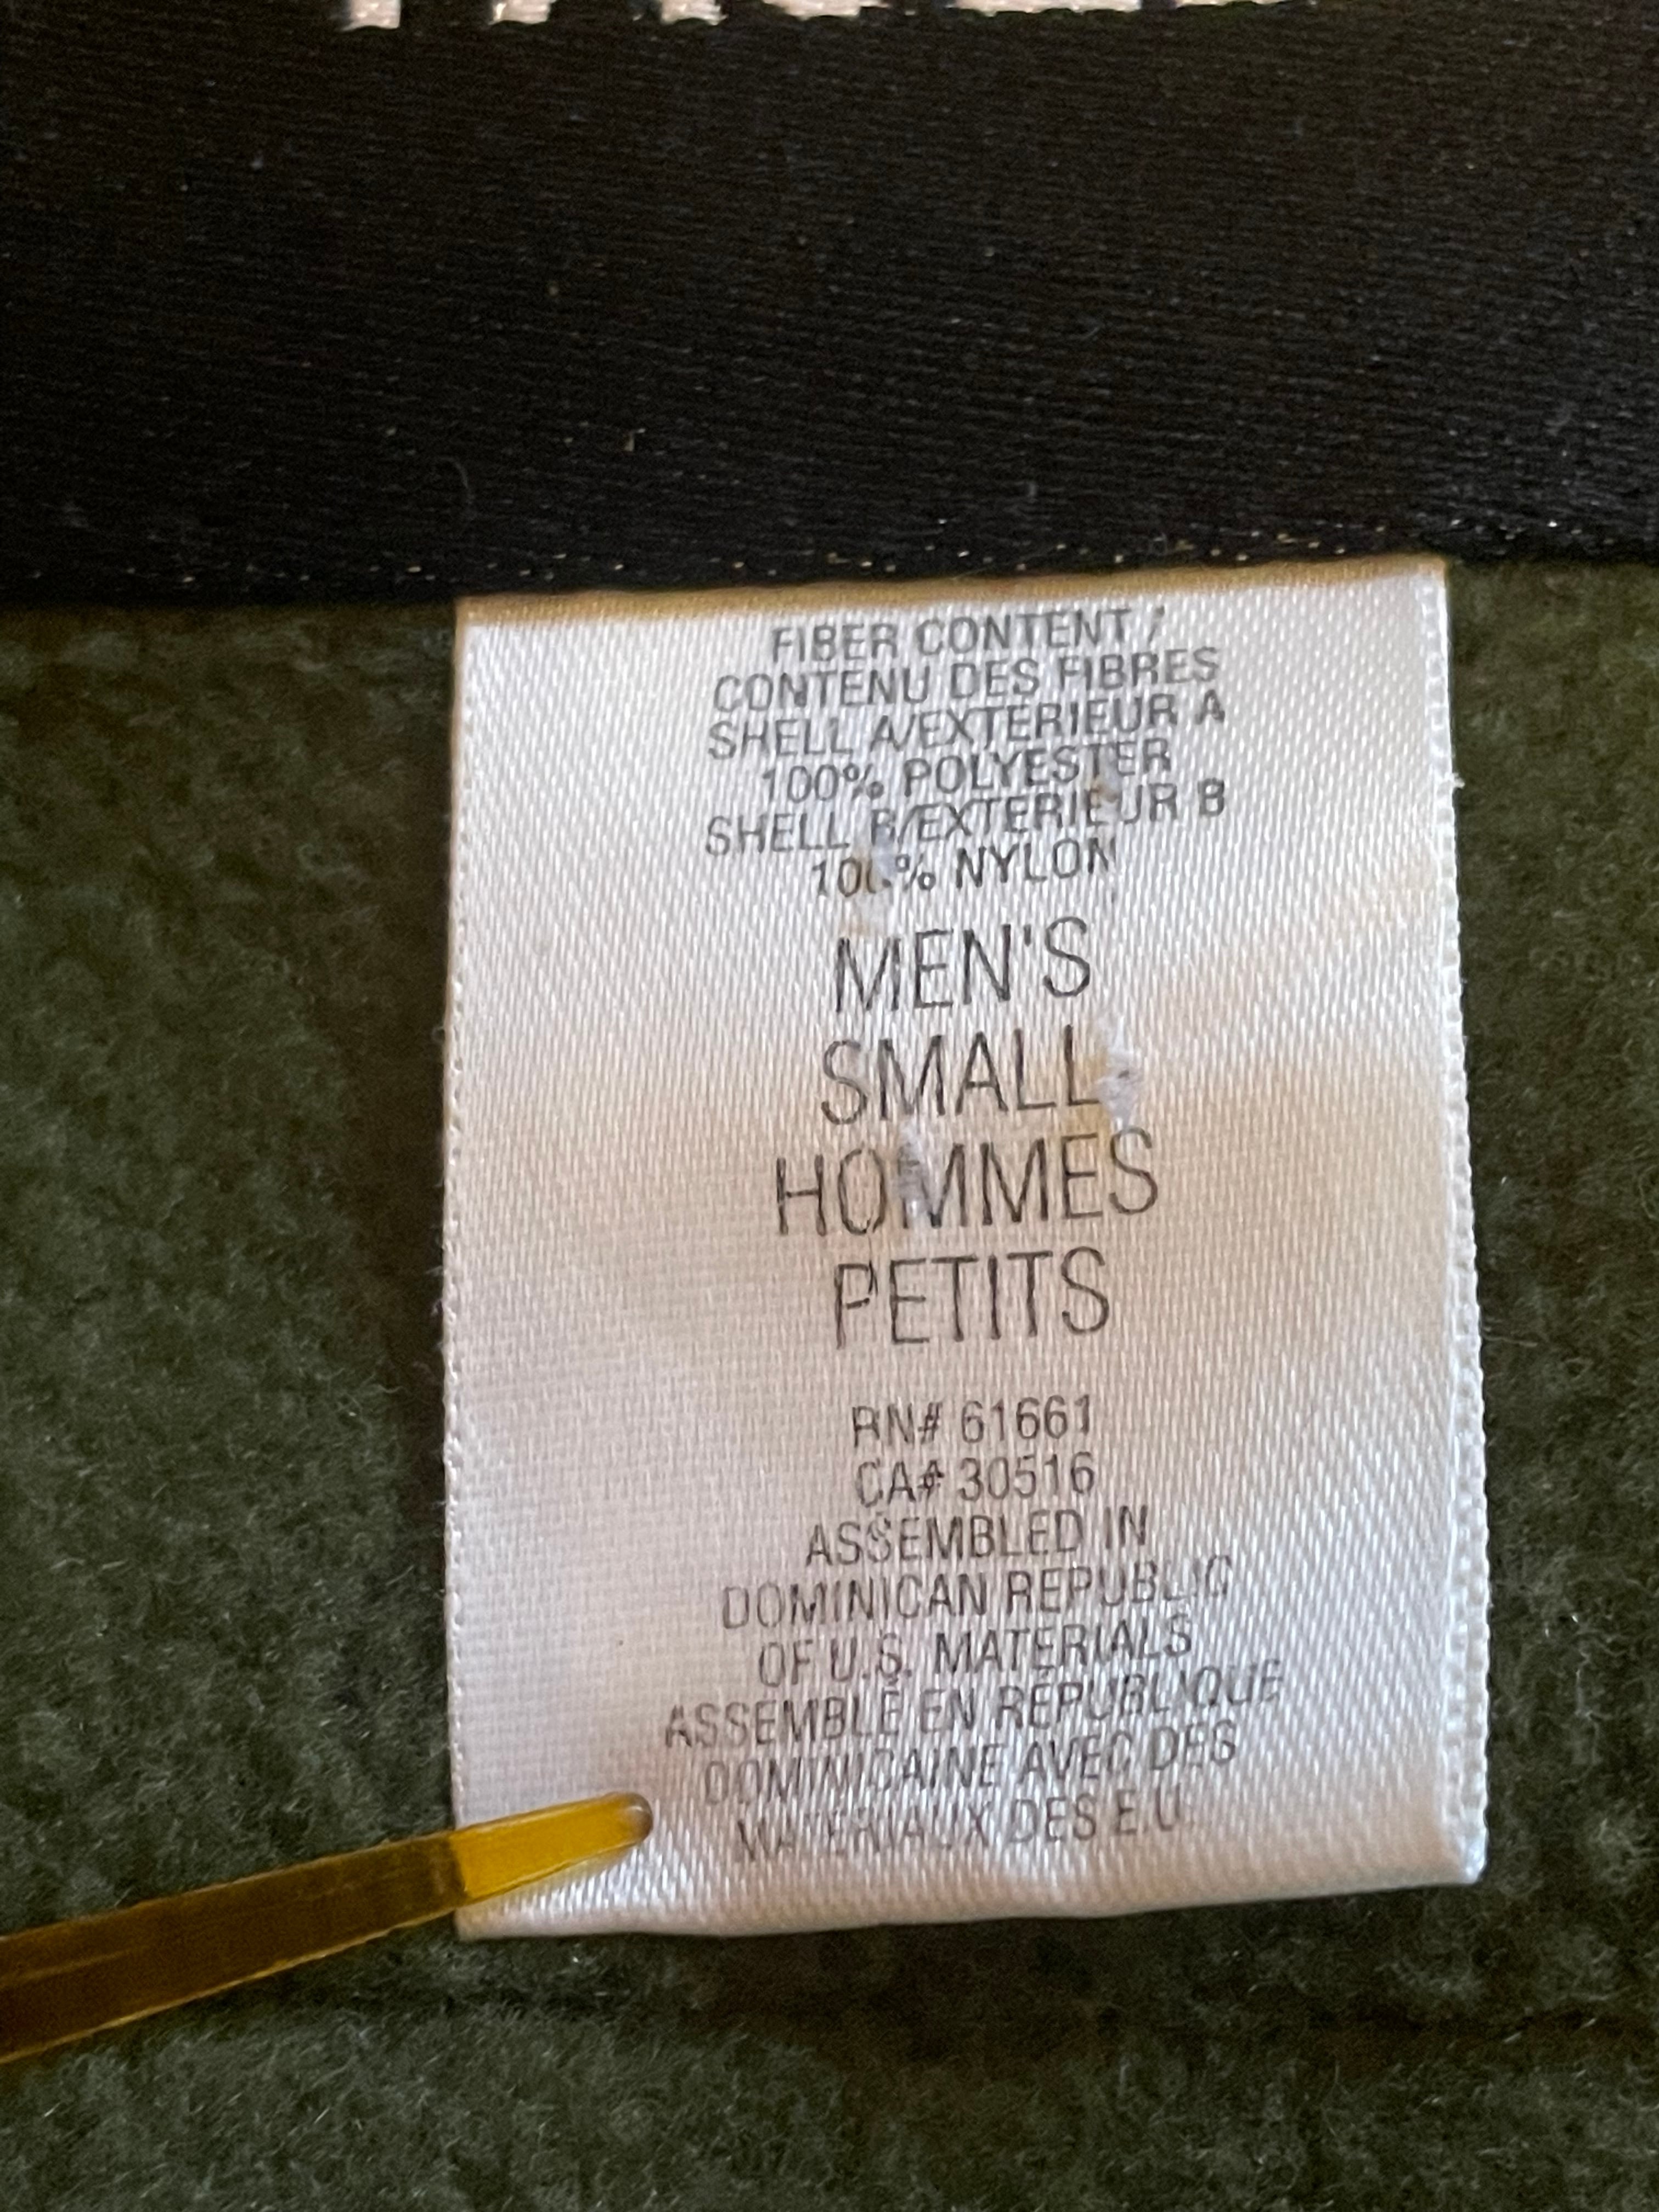 FIBER CONTENT /
CONTENU DES FIBRES
SHELL A/EXTERIEUR A
100% POLYESTER
SHELL B/EXTERIEUR B
100% NYLON
MEN'S
SMALL
HOMMES
PETITS
RN# 61661
CA# 30516
ASSEMBLED IN
DOMINICAN REPUBLIC
OF U.S. MATERIALS
ASSEMBLÉ EN RÉPUBLIQUE
DOMINICAINE AVEC DES
MATERIAUX DES E.U.